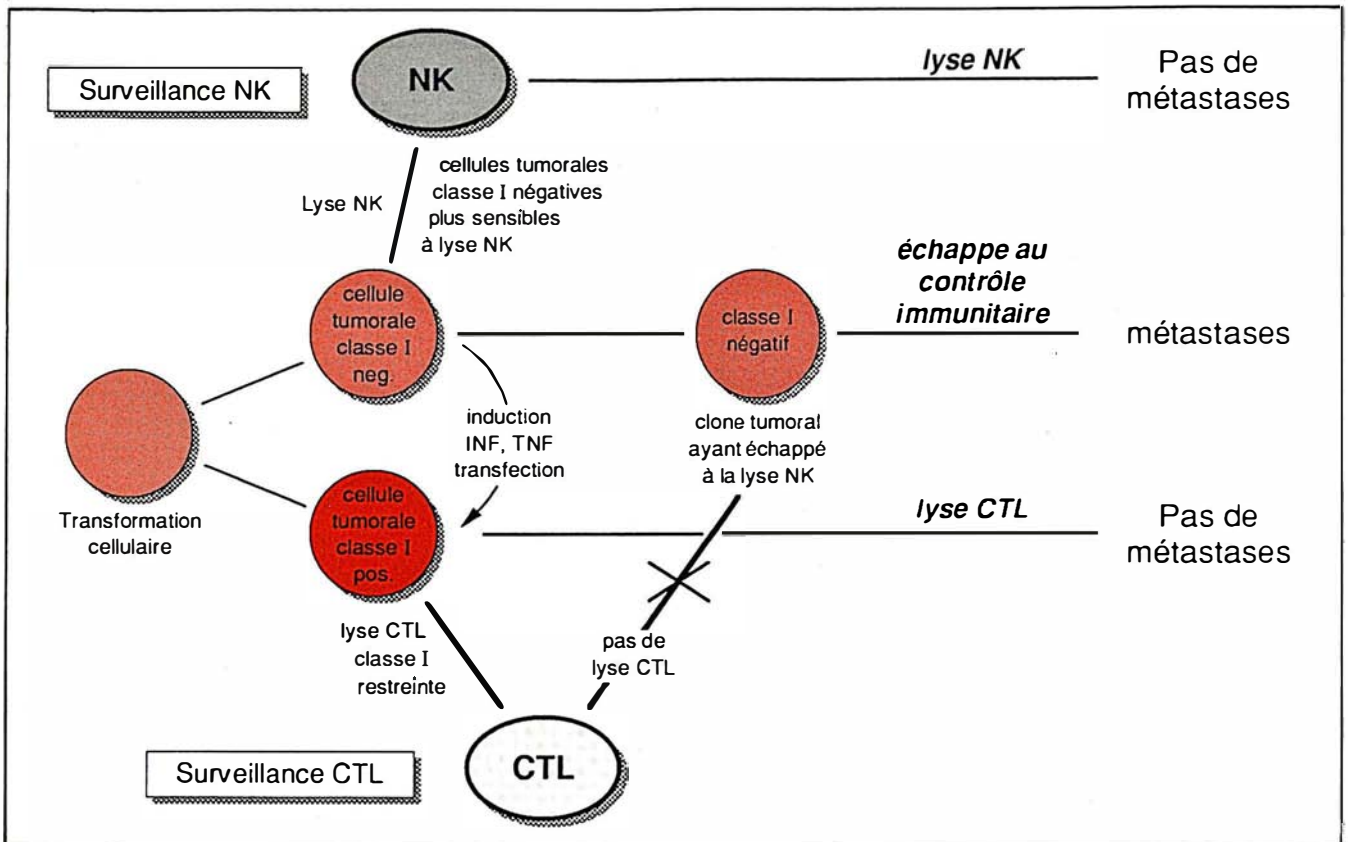 Surveillance NK
NK
lyse NK
Pas de
métastases
Lyse NK
cellules tumorales
classe I négatives
plus sensibles
à lyse NK
cellule
tumorale
classe I
neg.
classe I
négatif
échappe au
contrôle
immunitaire
métastases
induction
INF, TNF
transfection
clone tumoral
ayant échappé
à la lyse NK
Transformation
cellulaire
cellule
tumorale
classe I
pos.
lyse CTL
Pas de
métastases
lyse CTL
classe I
restreinte
pas de
lyse CTL
Surveillance CTL
CTL